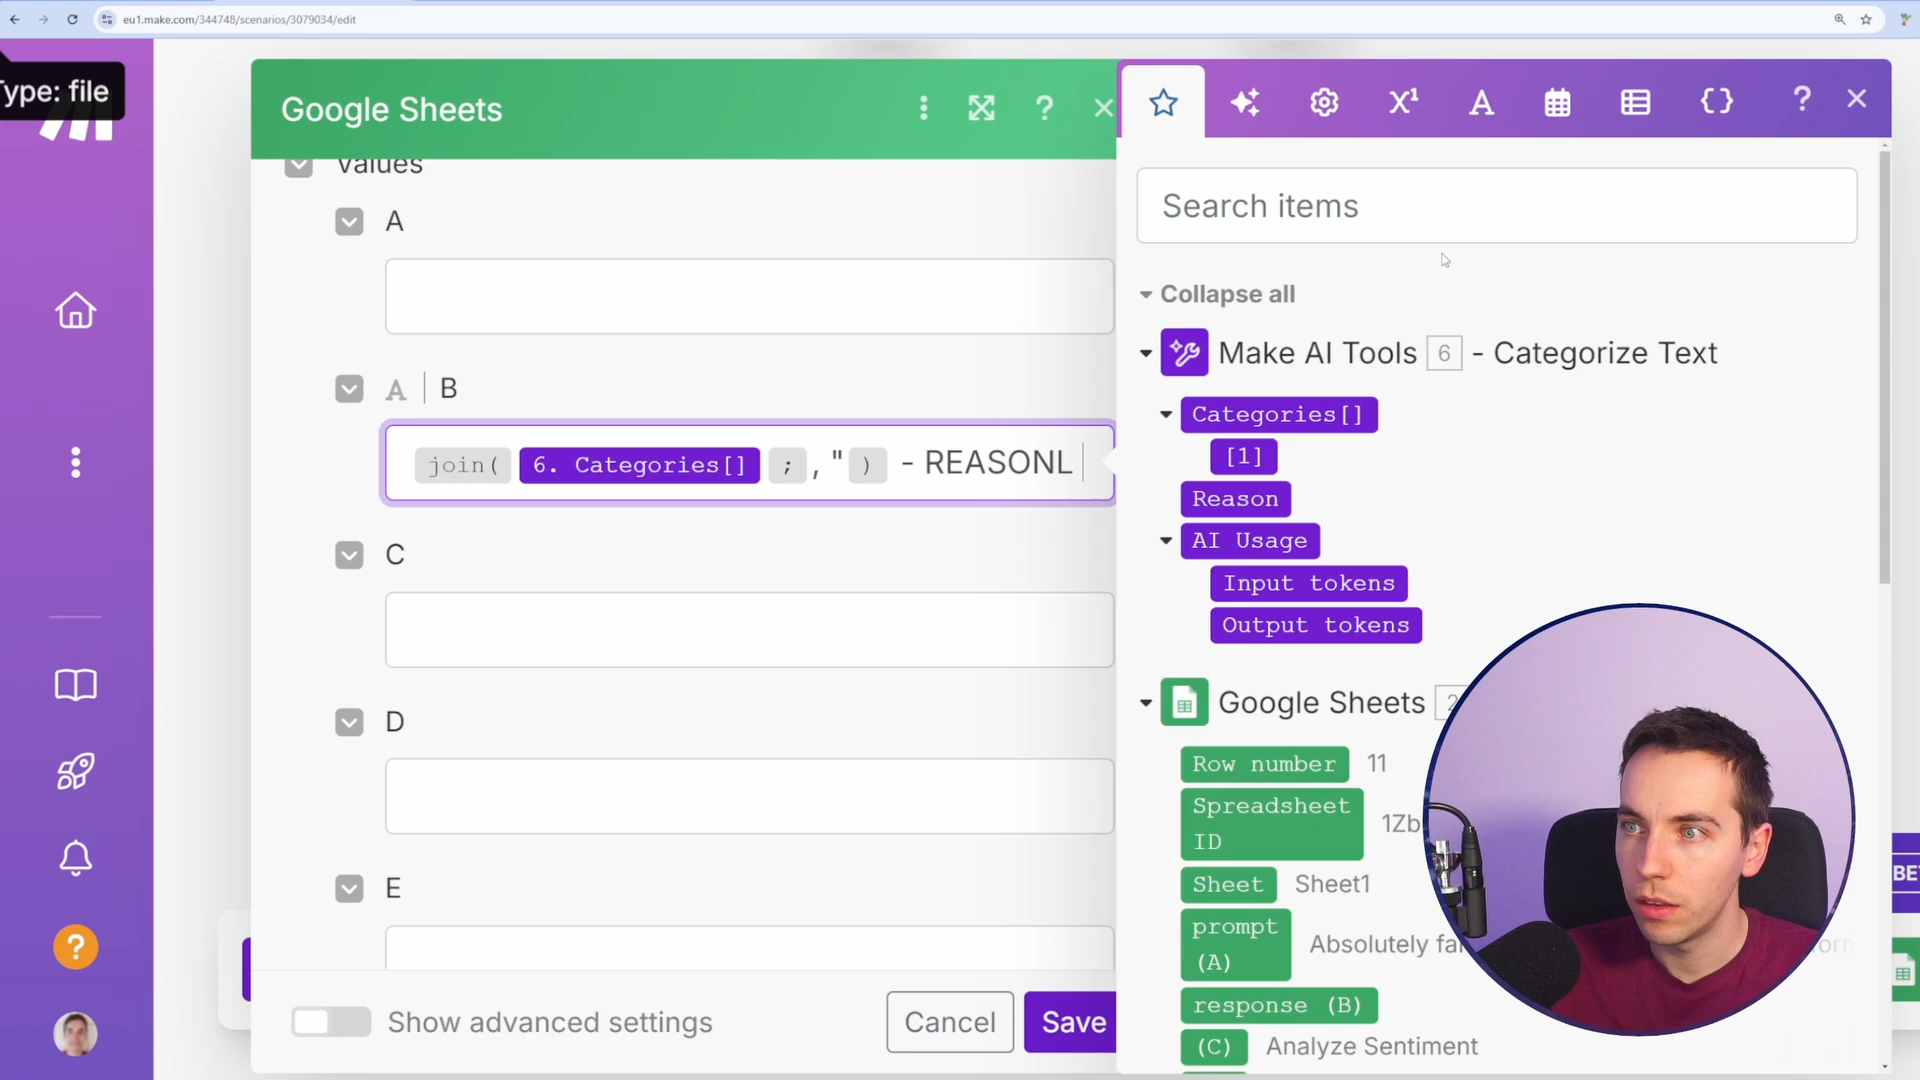 eu1.make.com/344748/scenarios/3079034/edit
Type: file
Google Sheets
?
?
Values
A
Search items
Collapse all
Make AI Tools 6 - Categorize Text
A B
Categories[]
join( 6. Categories[] ; ," ) - REASONL
[1]
Reason
AI Usage
C
Input tokens
Output tokens
Google Sheets 2
D
Row number 11
Spreadsheet ID 1Zb
E
Sheet Sheet1
prompt (A) Absolutely fa
response (B)
(C) Analyze Sentiment
Show advanced settings
Cancel
Save
?